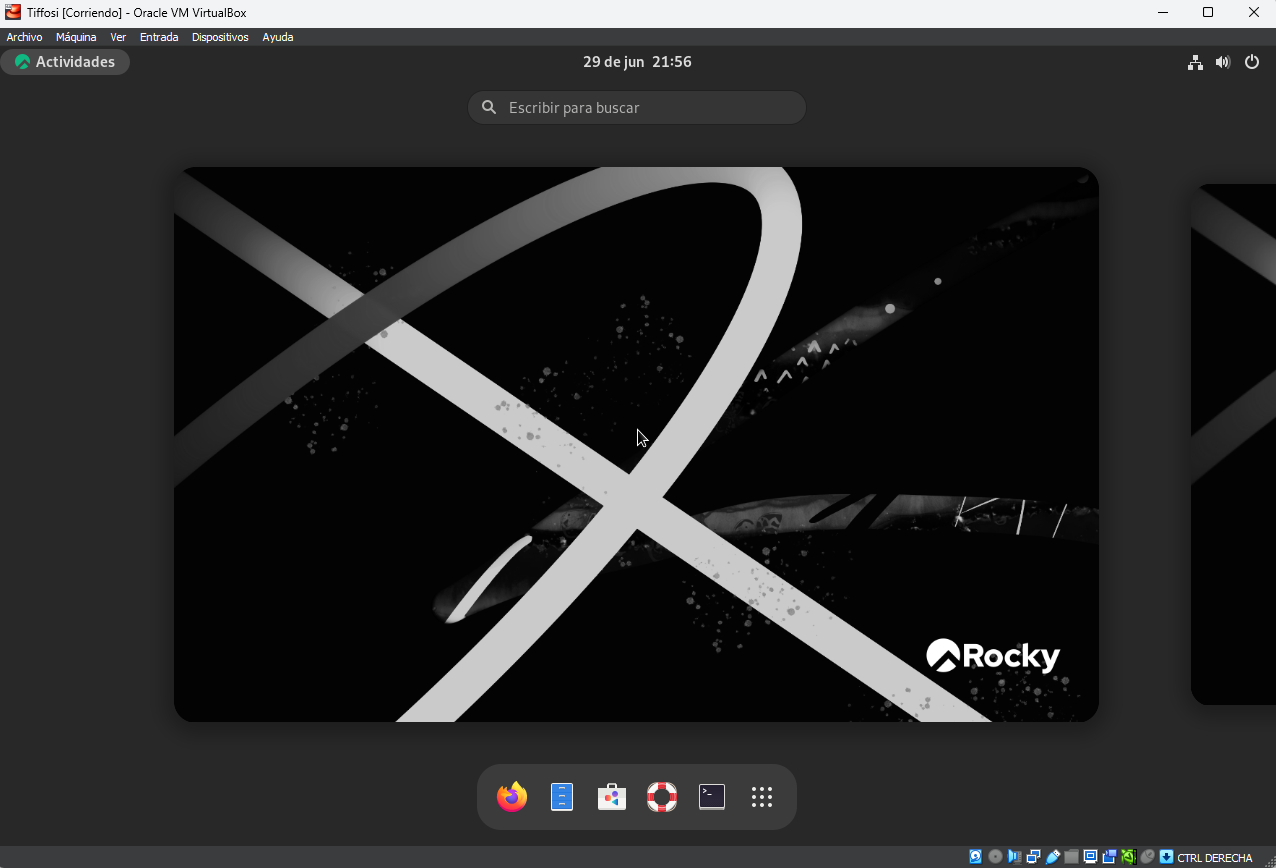 Tiffosi [Corriendo] - Oracle VM VirtualBox
Archivo Máquina Ver Entrada Dispositivos Ayuda
Actividades 29 de jun 21:56
Escribir para buscar
Rocky
CTRL DERECHA